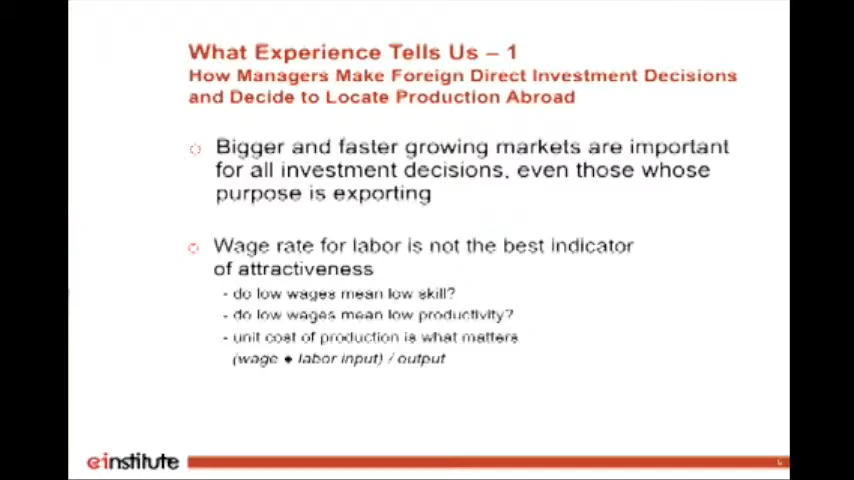 What Experience Tells Us – 1
How Managers Make Foreign Direct Investment Decisions
and Decide to Locate Production Abroad
Bigger and faster growing markets are important
for all investment decisions, even those whose
purpose is exporting
Wage rate for labor is not the best indicator
of attractiveness
- do low wages mean low skill?
- do low wages mean low productivity?
- unit cost of production is what matters
(wage • labor input) / output
einstitute